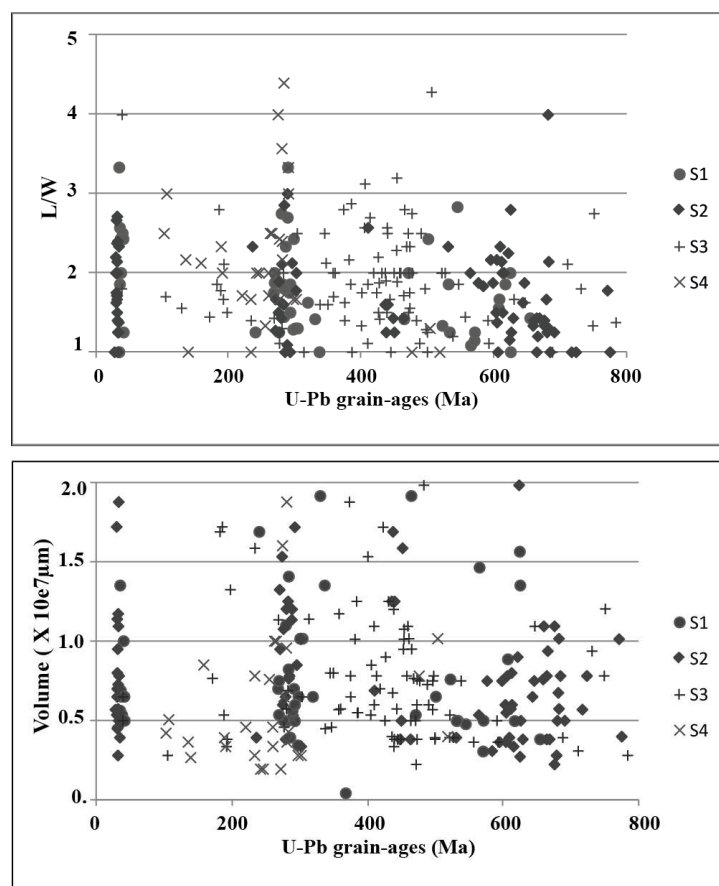 5
4
3
2
1
L/W
0 200 400 600 800
U-Pb grain-ages (Ma)
S1
S2
S3
S4
2.0
1.5
1.0
0.5
0.
Volume ( X 10e7μm)
0 200 400 600 800
U-Pb grain-ages (Ma)
S1
S2
S3
S4